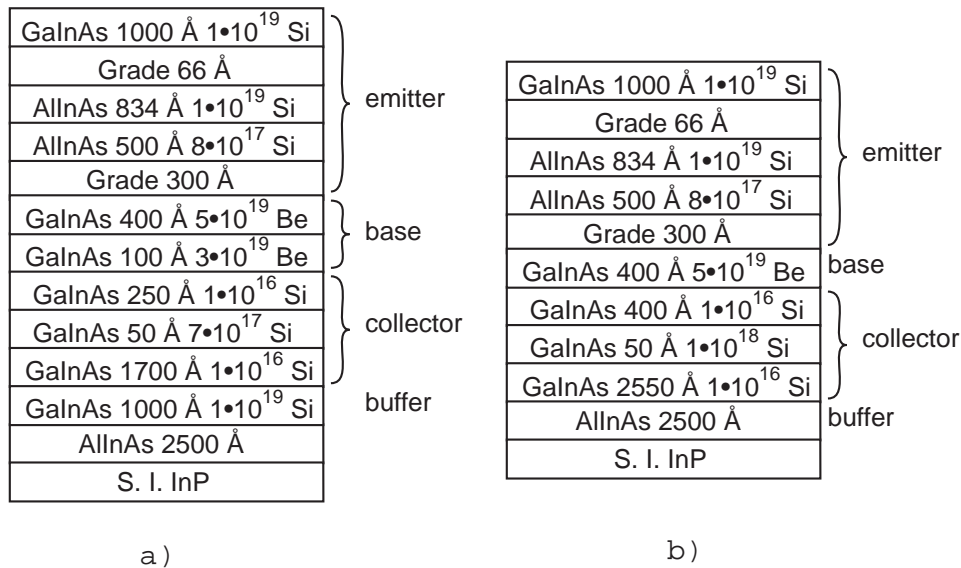 GaInAs 1000 Å 1•10^19 Si
Grade 66 Å
AlInAs 834 Å 1•10^19 Si
AlInAs 500 Å 8•10^17 Si
Grade 300 Å
emitter
GaInAs 400 Å 5•10^19 Be
GaInAs 100 Å 3•10^19 Be
base
GaInAs 250 Å 1•10^16 Si
GaInAs 50 Å 7•10^17 Si
GaInAs 1700 Å 1•10^16 Si
collector
GaInAs 1000 Å 1•10^19 Si
buffer
AlInAs 2500 Å
S. I. InP
a)
GaInAs 1000 Å 1•10^19 Si
Grade 66 Å
AlInAs 834 Å 1•10^19 Si
AlInAs 500 Å 8•10^17 Si
Grade 300 Å
emitter
GaInAs 400 Å 5•10^19 Be
base
GaInAs 400 Å 1•10^16 Si
GaInAs 50 Å 1•10^18 Si
GaInAs 2550 Å 1•10^16 Si
collector
AlInAs 2500 Å
buffer
S. I. InP
b)